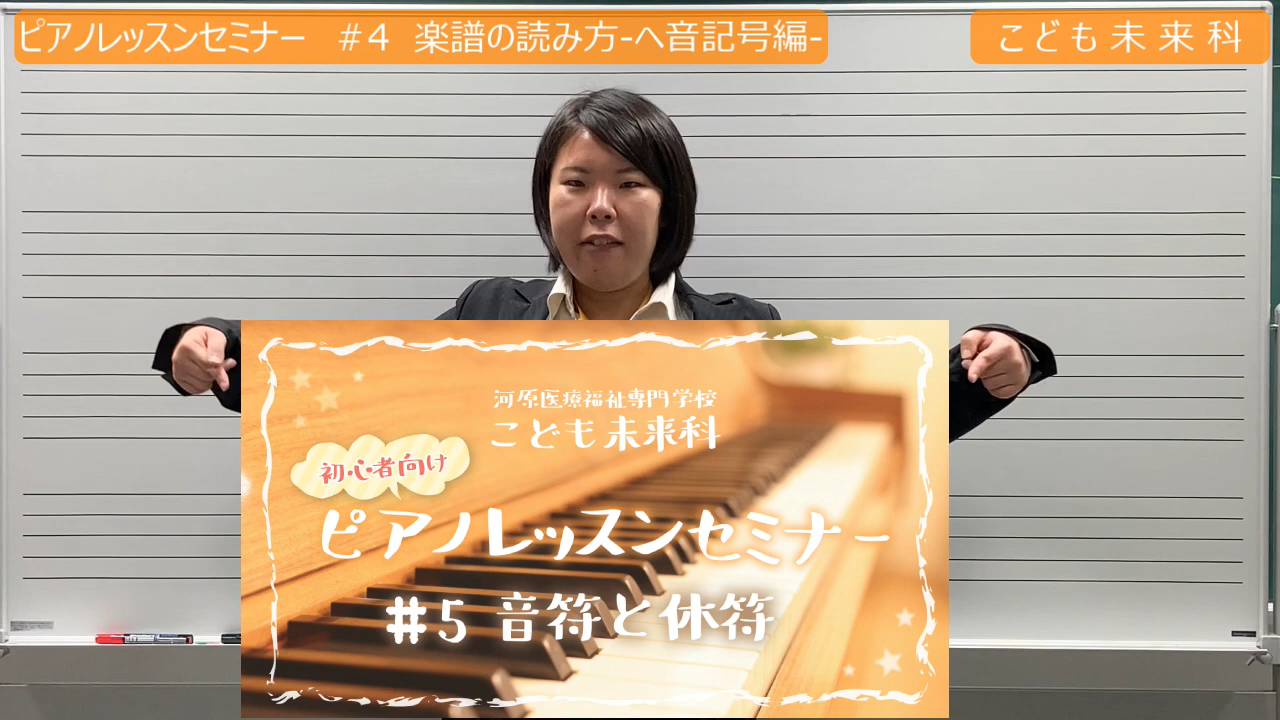 ピアノレッスンセミナー　#４　楽譜の読み方-ヘ音記号編-
こども未来科
河原医療福祉専門学校
こども未来科
初心者向け
ピアノレッスンセミナー
#5 音符と休符